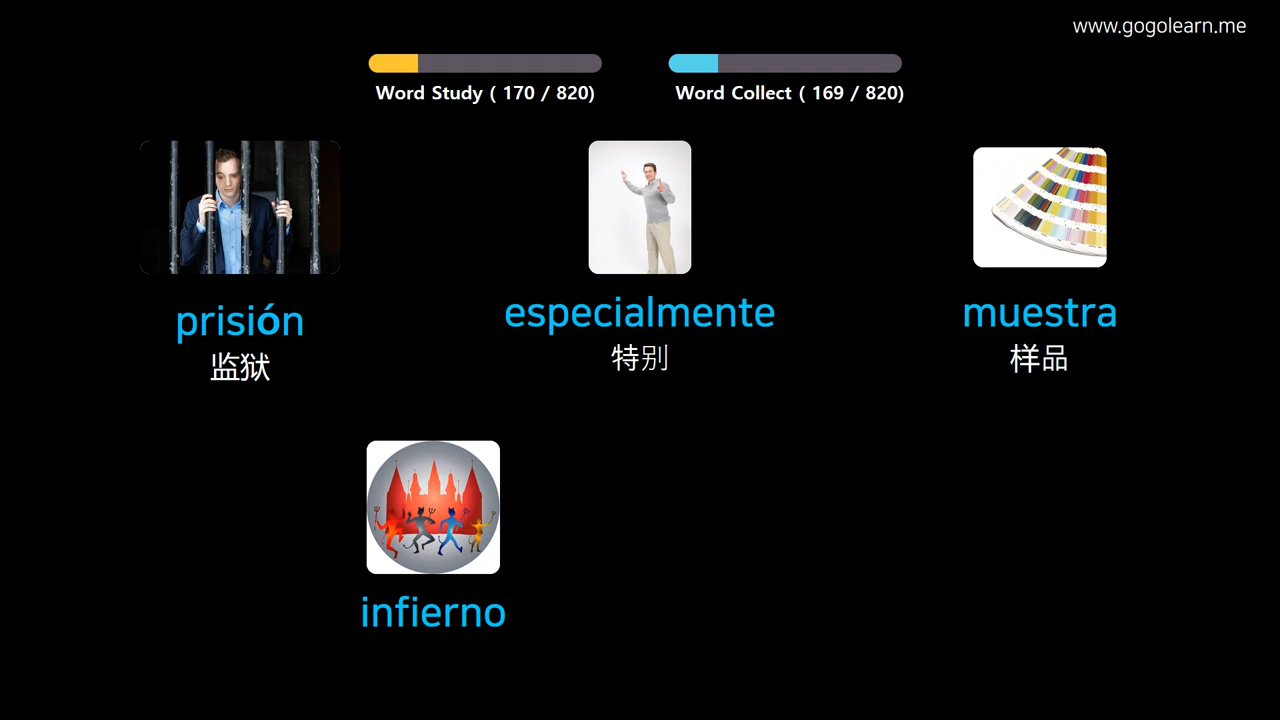 www.gogolearn.me
Word Study ( 170 / 820)
Word Collect ( 169 / 820)
prisión
监狱
especialmente
特别
muestra
样品
infierno